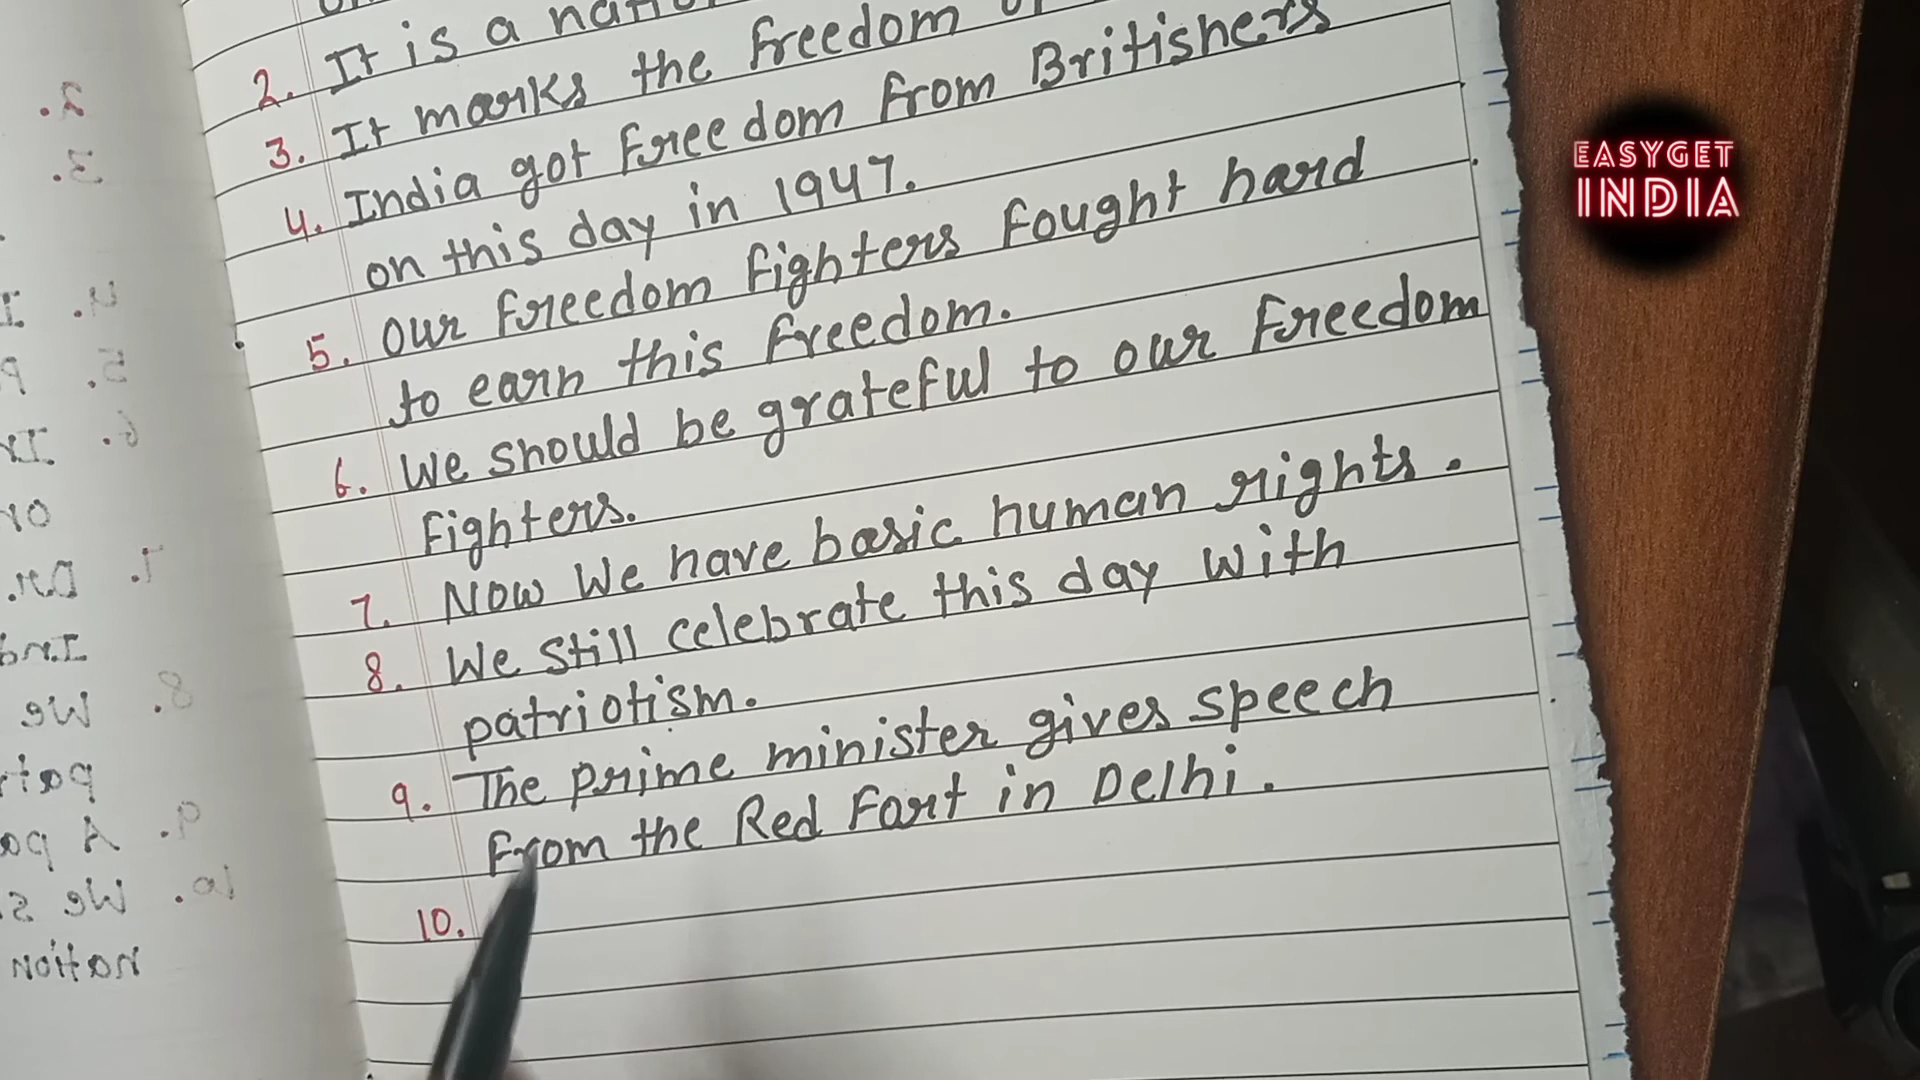 2. It is a
3. It marks the freedom
4. India got freedom from Britishers
on this day in 1947.
5. Our freedom fighters fought hard
to earn this freedom.
6. We should be grateful to our freedom
fighters.
7. Now We have basic human rights.
8. We still celebrate this day with
patriotism.
9. The prime minister gives speech
from the Red Fort in Delhi.
10.
EASYGET
INDIA